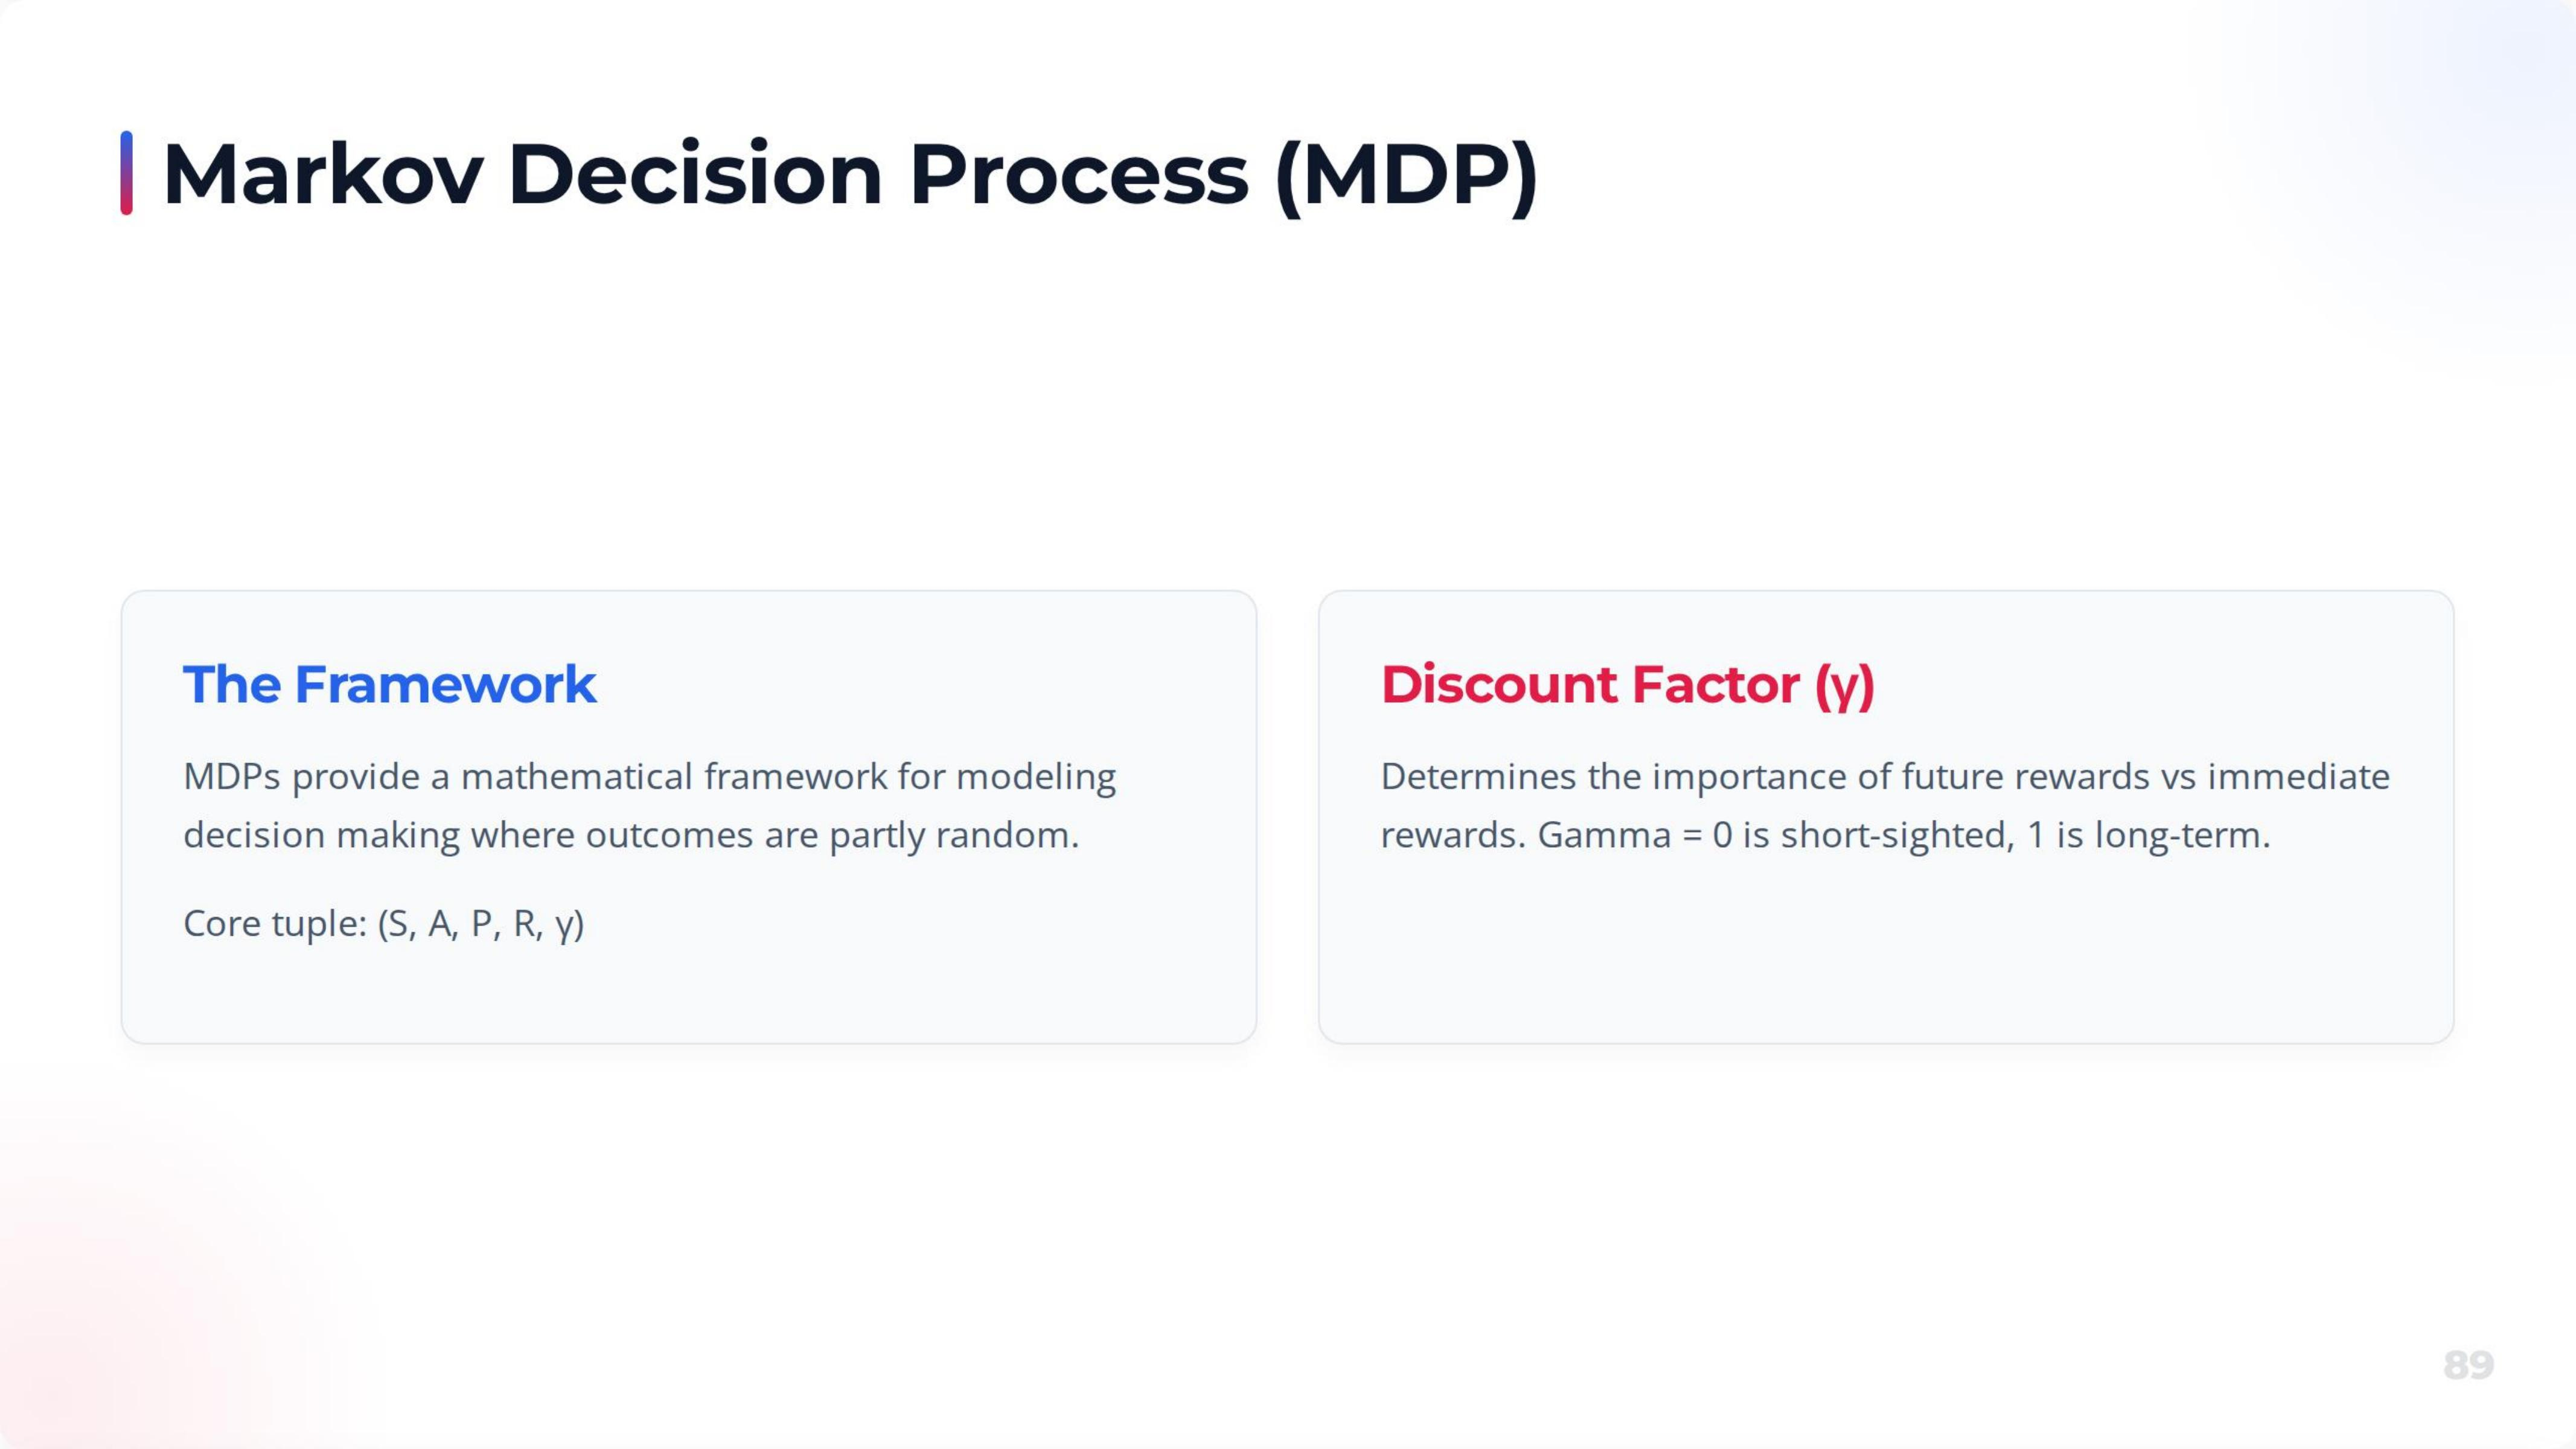 Markov Decision Process (MDP)
The Framework
MDPs provide a mathematical framework for modeling
decision making where outcomes are partly random.
Core tuple: (S, A, P, R, γ)
Discount Factor (γ)
Determines the importance of future rewards vs immediate
rewards. Gamma = 0 is short-sighted, 1 is long-term.
89